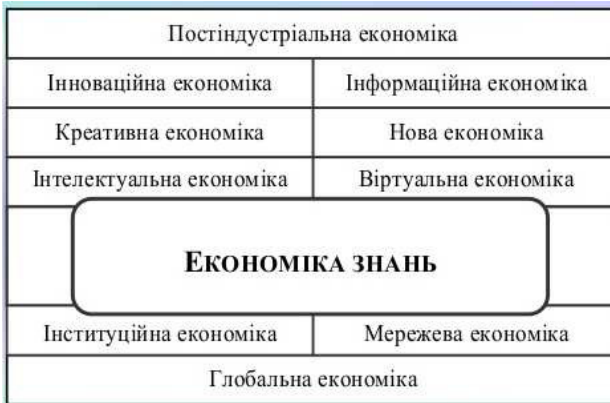 Постіндустріальна економіка
Інноваційна економіка
Інформаційна економіка
Креативна економіка
Нова економіка
Інтелектуальна економіка
Віртуальна економіка
ЕКОНОМІКА ЗНАНЬ
Інституційна економіка
Мережева економіка
Глобальна економіка